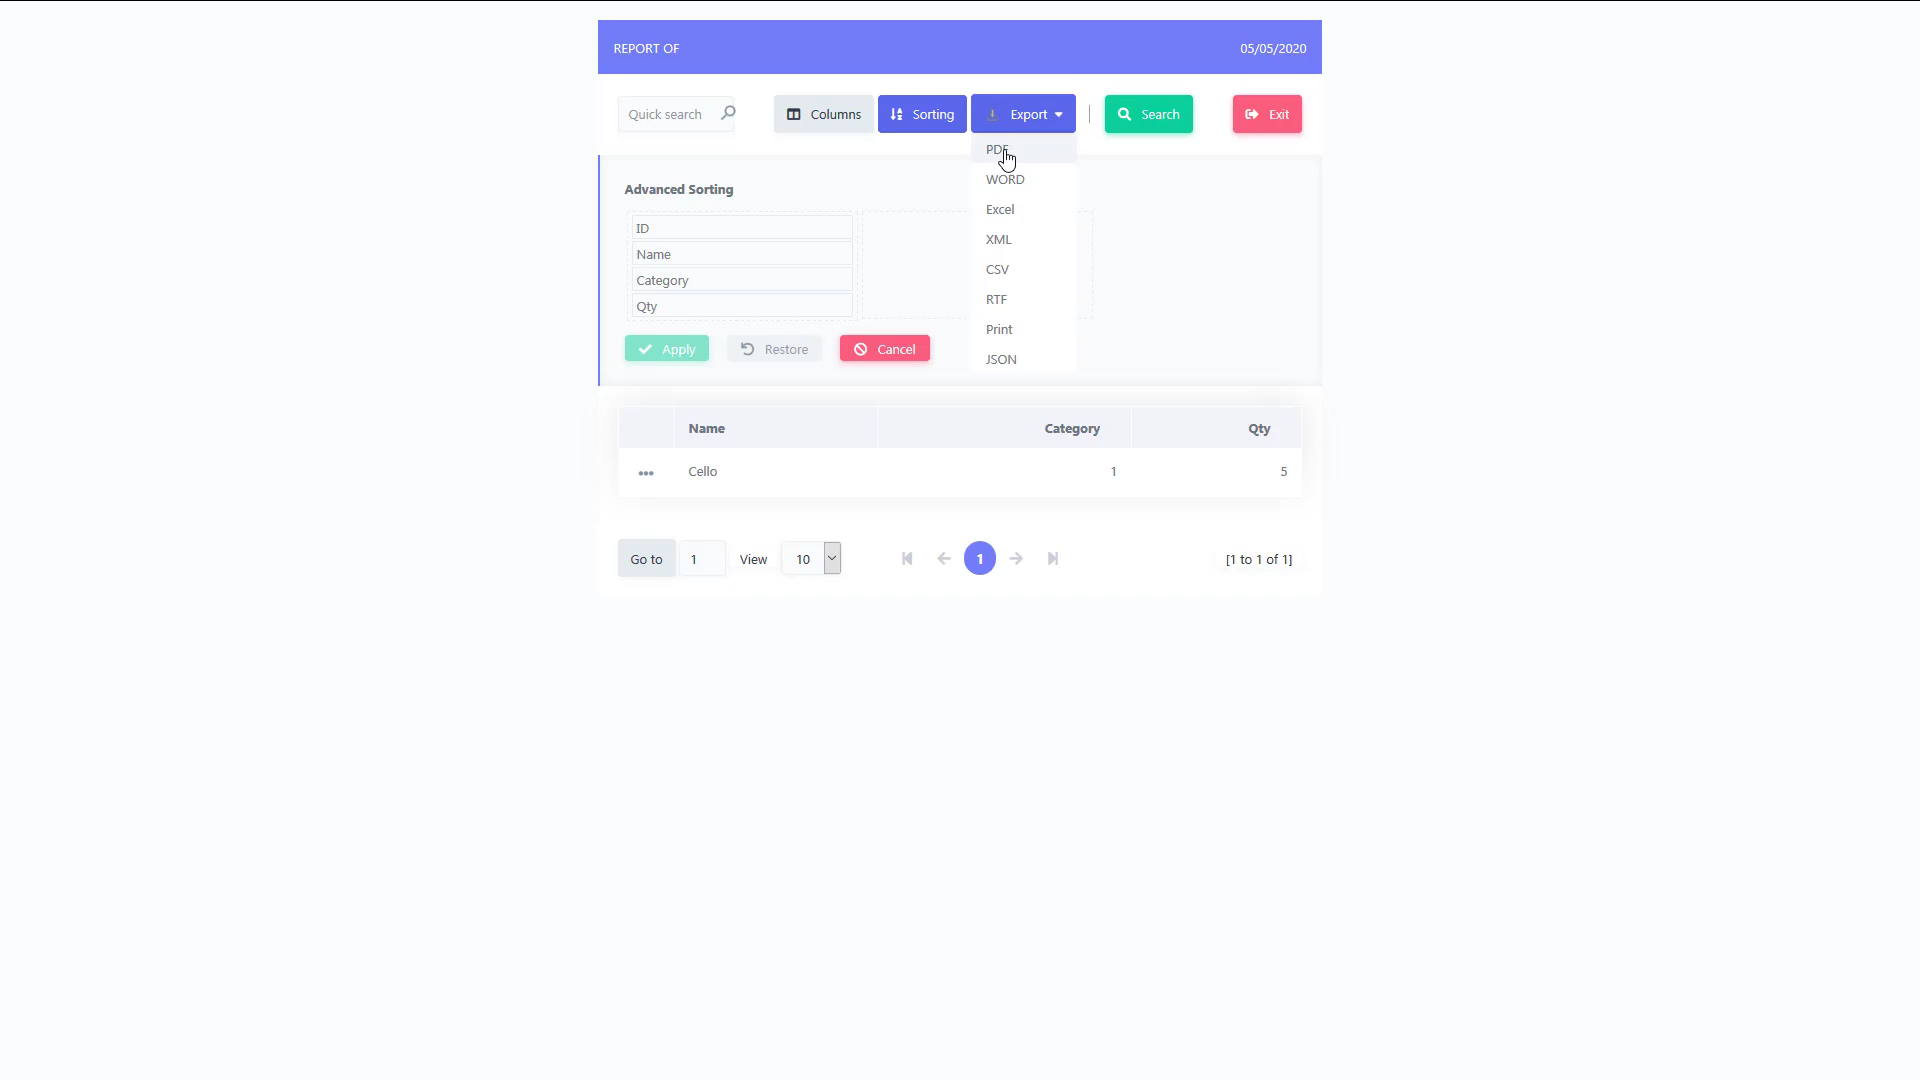 REPORT OF 05/05/2020
Quick search Columns Sorting Export Search Exit
PDF
WORD
Excel
XML
CSV
RTF
Print
JSON
Advanced Sorting
ID
Name
Category
Qty
Apply Restore Cancel
Name Category Qty
Cello 1 5
Go to 1 View 10 1 [1 to 1 of 1]